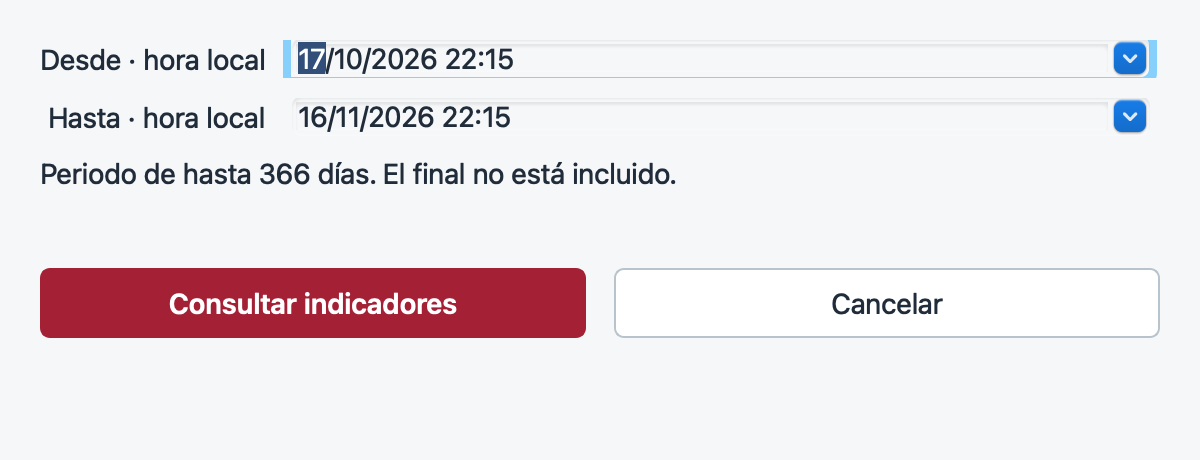 Desde · hora local 17/10/2026 22:15
Hasta · hora local 16/11/2026 22:15
Periodo de hasta 366 días. El final no está incluido.
Consultar indicadores Cancelar